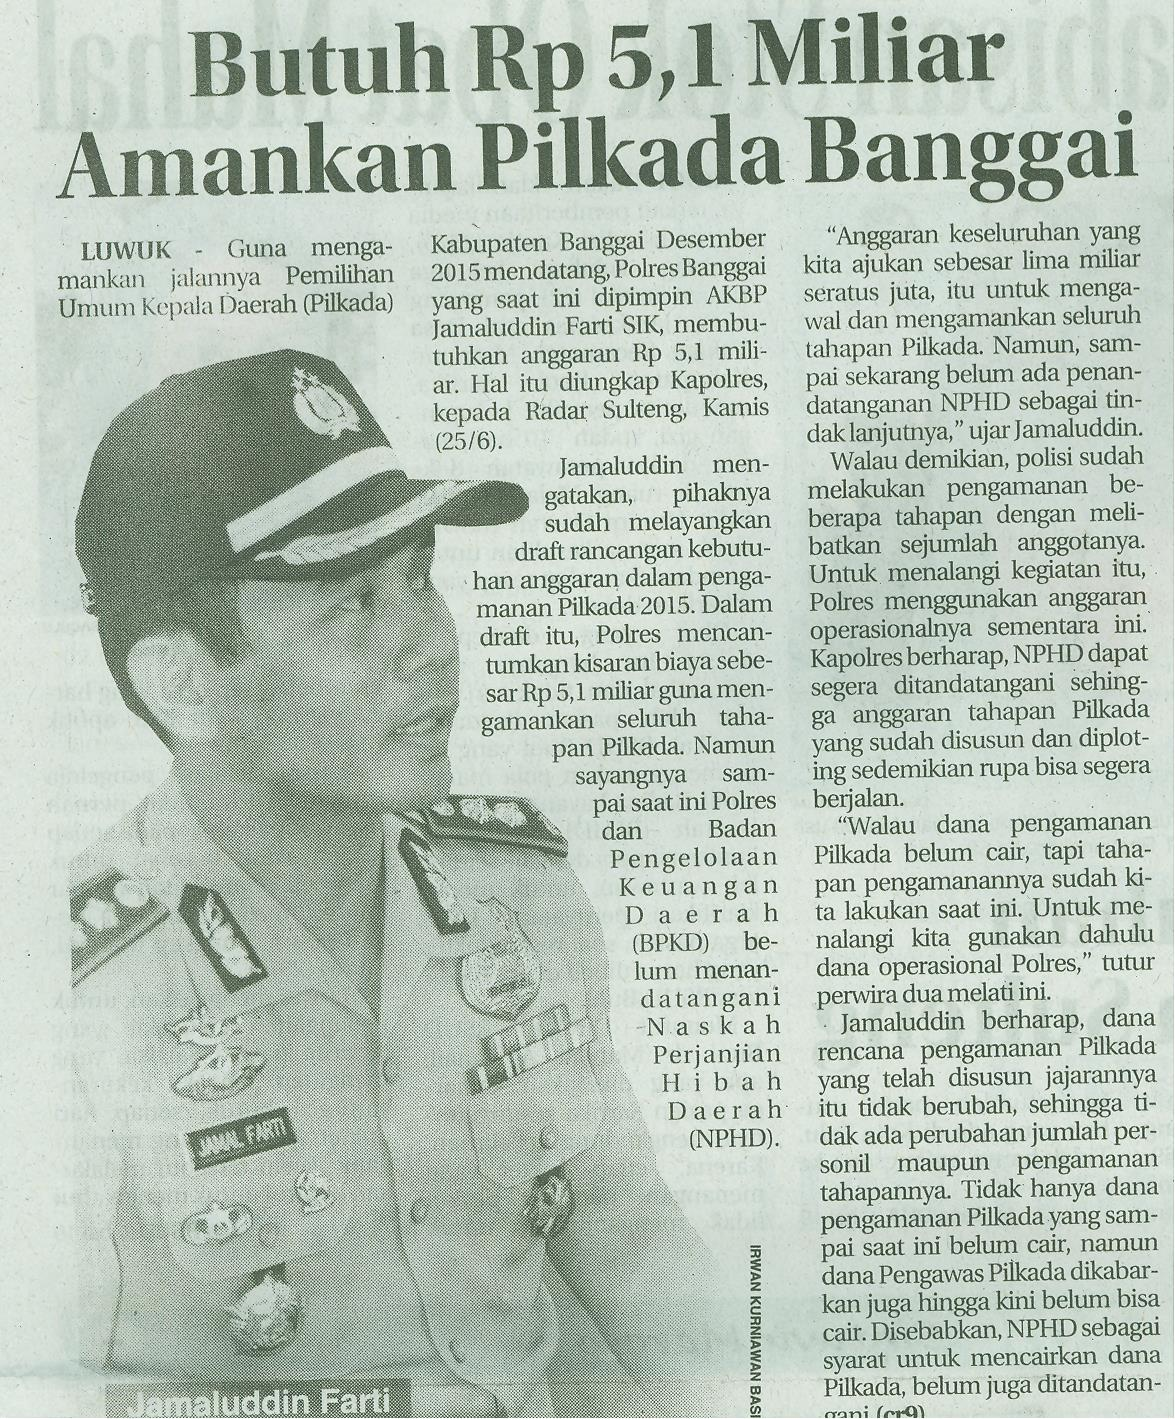 Butuh Rp 5,1 Miliar
Amankan Pilkada Banggai
LUWUK - Guna menga-
mankan jalannya Pemilihan
Umum Kepala Daerah (Pilkada)
Kabupaten Banggai Desember
2015 mendatang, Polres Banggai
yang saat ini dipimpin AKBP
Jamaluddin Farti SIK, membu-
tuhkan anggaran Rp 5,1 mili-
ar. Hal itu diungkap Kapolres,
kepada Radar Sulteng, Kamis
(25/6).
Jamaluddin men-
gatakan, pihaknya
sudah melayangkan
draft rancangan kebutu-
han anggaran dalam penga-
manan Pilkada 2015. Dalam
draft itu, Polres mencan-
tumkan kisaran biaya sebe-
sar Rp 5,1 miliar guna men-
gamankan seluruh taha-
pan Pilkada. Namun
sayangnya sam-
pai saat ini Polres
dan Badan
Pengelolaan
Keuangan
Daerah
(BPKD) be-
lum menan-
datangani
Naskah
Perjanjian
Hibah
Daerah
(NPHD).
“Anggaran keseluruhan yang
kita ajukan sebesar lima miliar
seratus juta, itu untuk menga-
wal dan mengamankan seluruh
tahapan Pilkada. Namun, sam-
pai sekarang belum ada penan-
datanganan NPHD sebagai tin-
dak lanjutnya,” ujar Jamaluddin.
Walau demikian, polisi sudah
melakukan pengamanan be-
berapa tahapan dengan meli-
batkan sejumlah anggotanya.
Untuk menalangi kegiatan itu,
Polres menggunakan anggaran
operasionalnya sementara ini.
Kapolres berharap, NPHD dapat
segera ditandatangani sehing-
ga anggaran tahapan Pilkada
yang sudah disusun dan diplot-
ing sedemikian rupa bisa segera
berjalan.
“Walau dana pengamanan
Pilkada belum cair, tapi taha-
pan pengamanannya sudah ki-
ta lakukan saat ini. Untuk me-
nalangi kita gunakan dahulu
dana operasional Polres,” tutur
perwira dua melati ini.
Jamaluddin berharap, dana
rencana pengamanan Pilkada
yang telah disusun jajarannya
itu tidak berubah, sehingga ti-
dak ada perubahan jumlah per-
sonil maupun pengamanan
tahapannya. Tidak hanya dana
pengamanan Pilkada yang sam-
pai saat ini belum cair, namun
dana Pengawas Pilkada dikabar-
kan juga hingga kini belum bisa
cair. Disebabkan, NPHD sebagai
syarat untuk mencairkan dana
Pilkada, belum juga ditandatan-
gani (cr9)
JAMAL FARTI
IRWAN KURNIAWAN BASI
Jamaluddin Farti